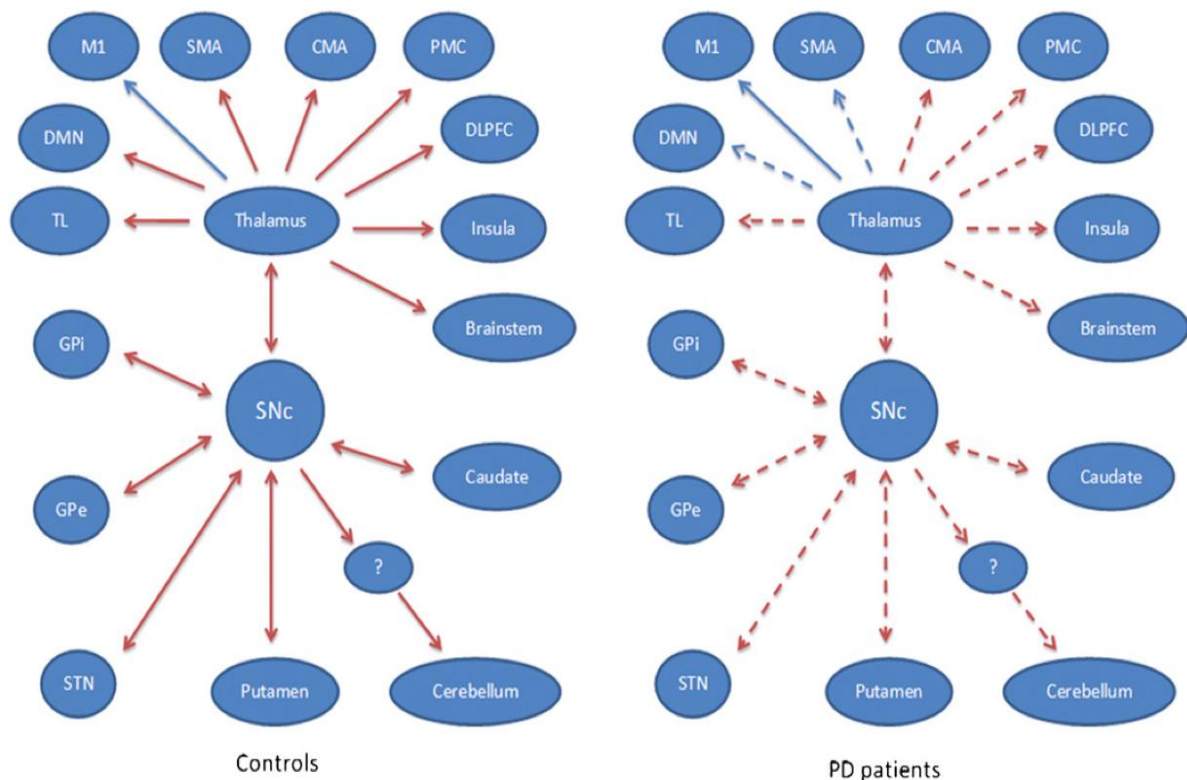 M1
SMA
CMA
PMC
DMN
DLPFC
TL
Thalamus
Insula
Brainstem
GPi
SNc
Caudate
GPe
?
STN
Putamen
Cerebellum
Controls
M1
SMA
CMA
PMC
DMN
DLPFC
TL
Thalamus
Insula
Brainstem
GPi
SNc
Caudate
GPe
?
STN
Putamen
Cerebellum
PD patients